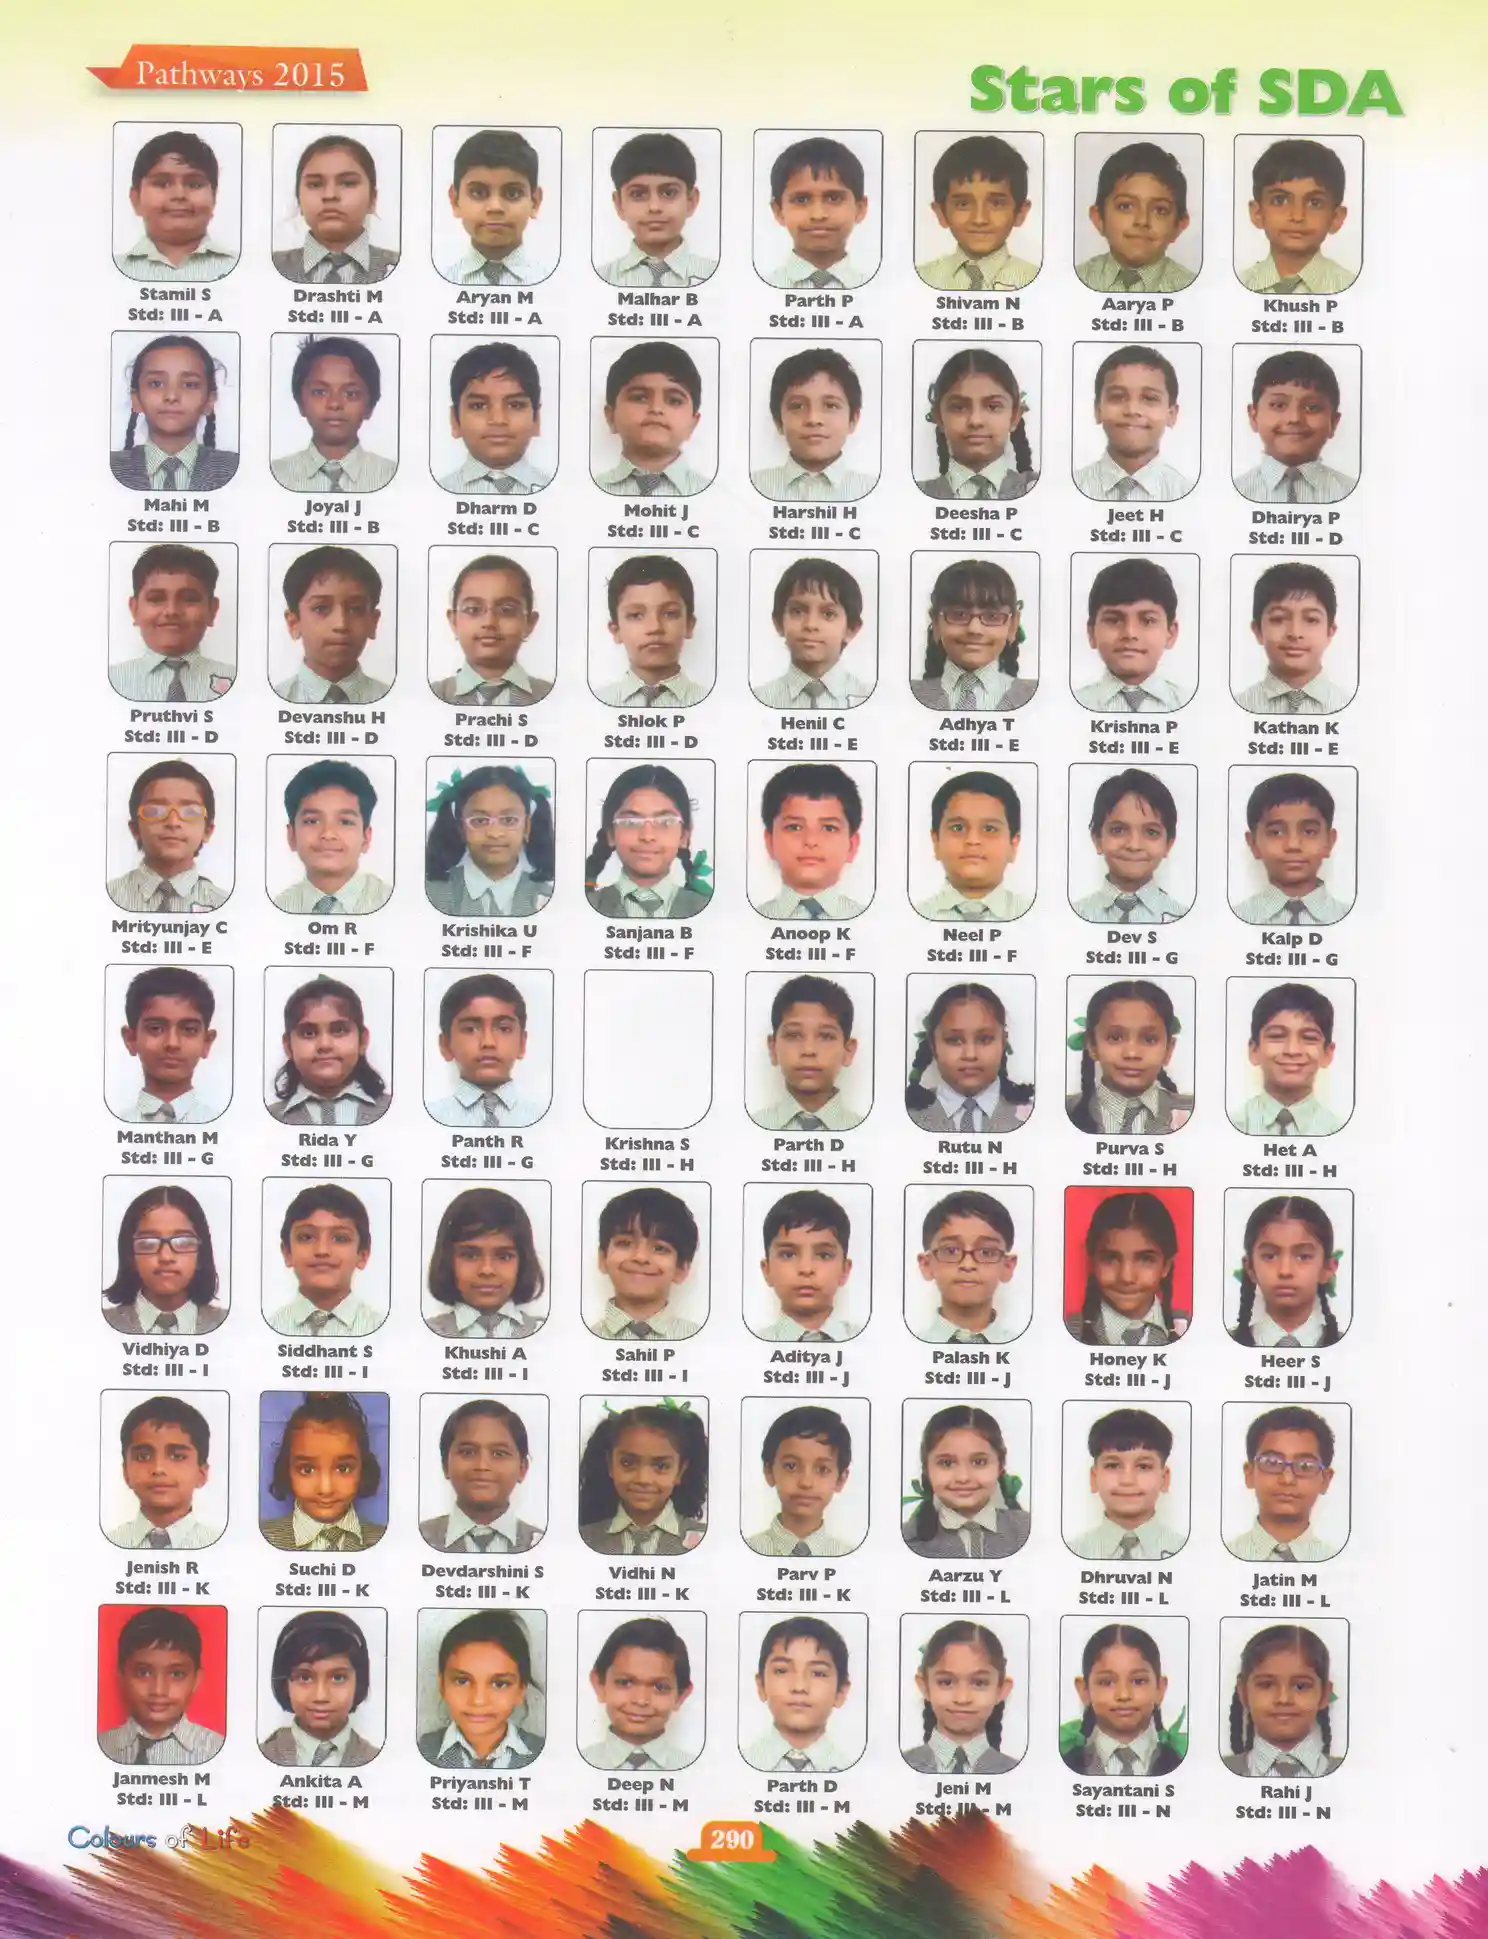 Pathways 2015
Stars of SDA
Stamil S
Std: III - A
Drashti M
Std: III - A
Aryan M
Std: III - A
Malhar B
Std: III - A
Parth P
Std: III - A
Shivam N
Std: III - B
Aarya P
Std: III - B
Khush P
Std: III - B
Mahi M
Std: III - B
Joyal J
Std: III - B
Dharm D
Std: III - C
Mohit J
Std: III - C
Harshil H
Std: III - C
Deesha P
Std: III - C
Jeet H
Std: III - C
Dhairya P
Std: III - D
Pruthvi S
Std: III - D
Devanshu H
Std: III - D
Prachi S
Std: III - D
Shlok P
Std: III - D
Henil C
Std: III - E
Adhya T
Std: III - E
Krishna P
Std: III - E
Kathan K
Std: III - E
Mrityunjay C
Std: III - E
Om R
Std: III - F
Krishika U
Std: III - F
Sanjana B
Std: III - F
Anoop K
Std: III - F
Neel P
Std: III - F
Dev S
Std: III - G
Kalp D
Std: III - G
Manthan M
Std: III - G
Rida Y
Std: III - G
Panth R
Std: III - G
Krishna S
Std: III - H
Parth D
Std: III - H
Rutu N
Std: III - H
Purva S
Std: III - H
Het A
Std: III - H
Vidhiya D
Std: III - I
Siddhant S
Std: III - I
Khushi A
Std: III - I
Sahil P
Std: III - I
Aditya J
Std: III - J
Palash K
Std: III - J
Honey K
Std: III - J
Heer S
Std: III - J
Jenish R
Std: III - K
Suchi D
Std: III - K
Devdarshini S
Std: III - K
Vidhi N
Std: III - K
Parv P
Std: III - K
Aarzu Y
Std: III - L
Dhruval N
Std: III - L
Jatin M
Std: III - L
Janmesh M
Std: III - L
Ankita A
Std: III - M
Priyanshi T
Std: III - M
Deep N
Std: III - M
Parth D
Std: III - M
Jeni M
Std: III - M
Sayantani S
Std: III - N
Rahi J
Std: III - N
Colours of Life
290